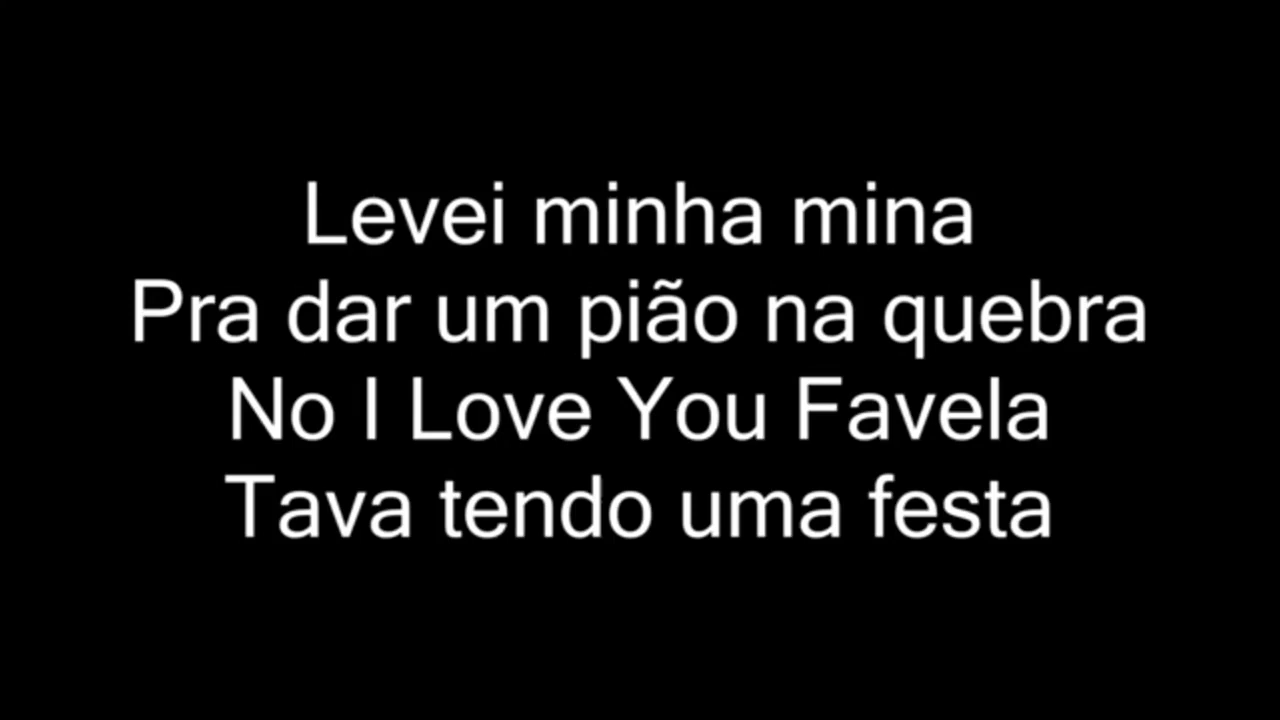 Levei minha mina
Pra dar um pião na quebra
No I Love You Favela
Tava tendo uma festa